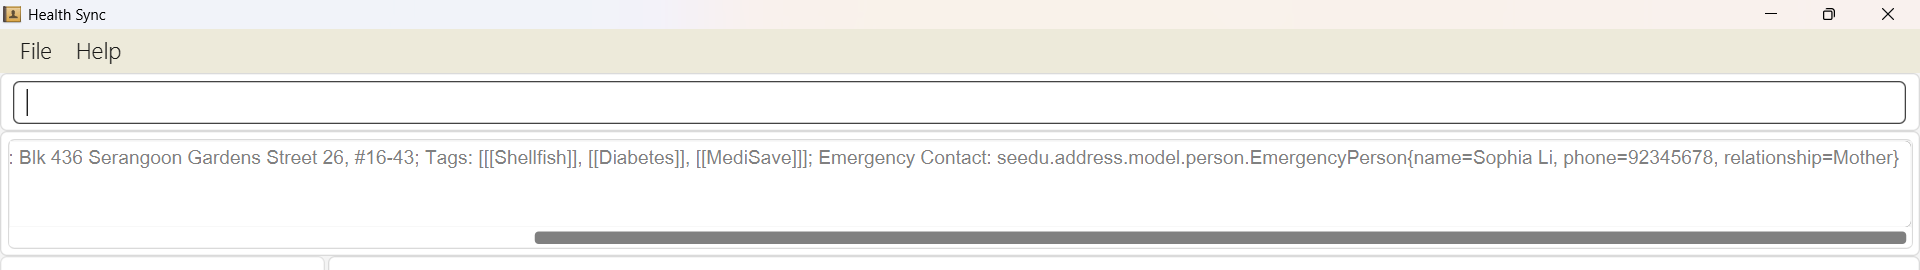 Health Sync
File Help
: Blk 436 Serangoon Gardens Street 26, #16-43; Tags: [[[Shellfish]], [[Diabetes]], [[MediSave]]]; Emergency Contact: seedu.address.model.person.EmergencyPerson{name=Sophia Li, phone=92345678, relationship=Mother}